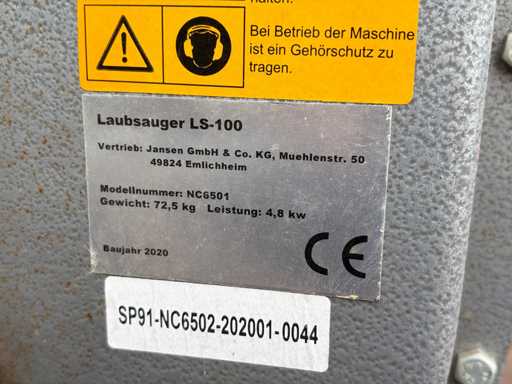 halten.
Bei Betrieb der Maschine
ist ein Gehörschutz zu
tragen.
Laubsauger LS-100
Vertrieb: Jansen GmbH & Co. KG, Muehlenstr. 50
49824 Emlichheim
Modellnummer: NC6501
Gewicht: 72,5 kg Leistung: 4,8 kw
Baujahr 2020
CE
SP91-NC6502-202001-0044